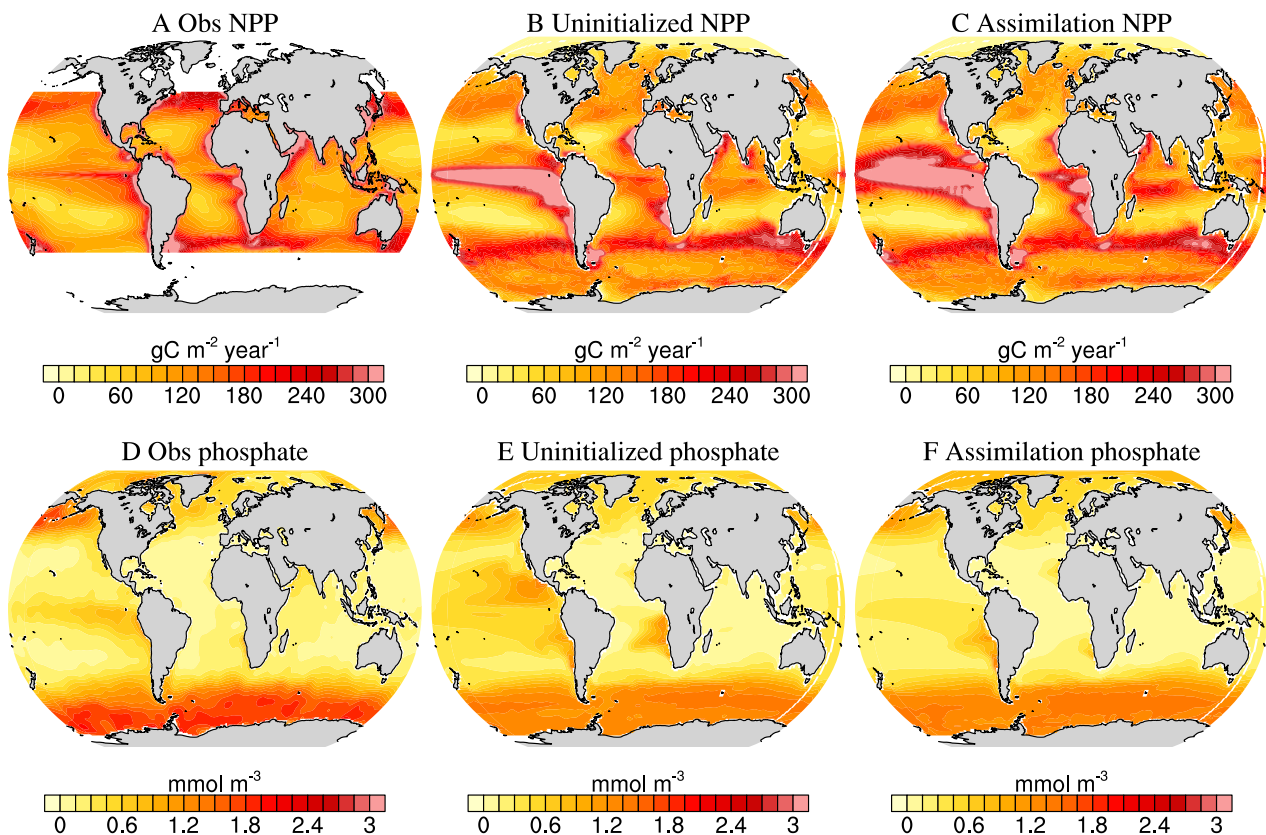 A Obs NPP
B Uninitialized NPP
C Assimilation NPP
gC m-2 year-1
0 60 120 180 240 300
gC m-2 year-1
0 60 120 180 240 300
gC m-2 year-1
0 60 120 180 240 300
D Obs phosphate
E Uninitialized phosphate
F Assimilation phosphate
mmol m-3
0 0.6 1.2 1.8 2.4 3
mmol m-3
0 0.6 1.2 1.8 2.4 3
mmol m-3
0 0.6 1.2 1.8 2.4 3